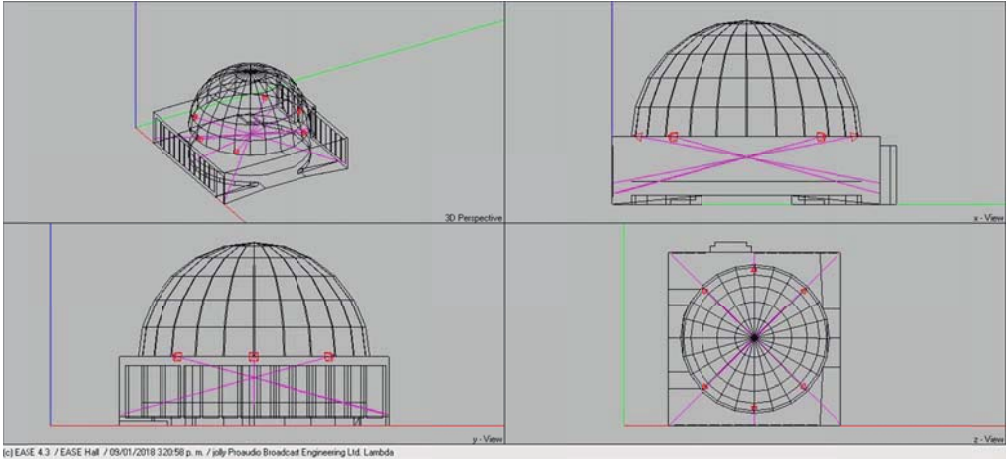 3D Perspective
x - View
y - View
z - View
(c) EASE 4.3 / EASE Hall / 09/01/2018 3:20:58 p. m. / jolly Proaudio Broadcast Engineering Ltd. Lambda